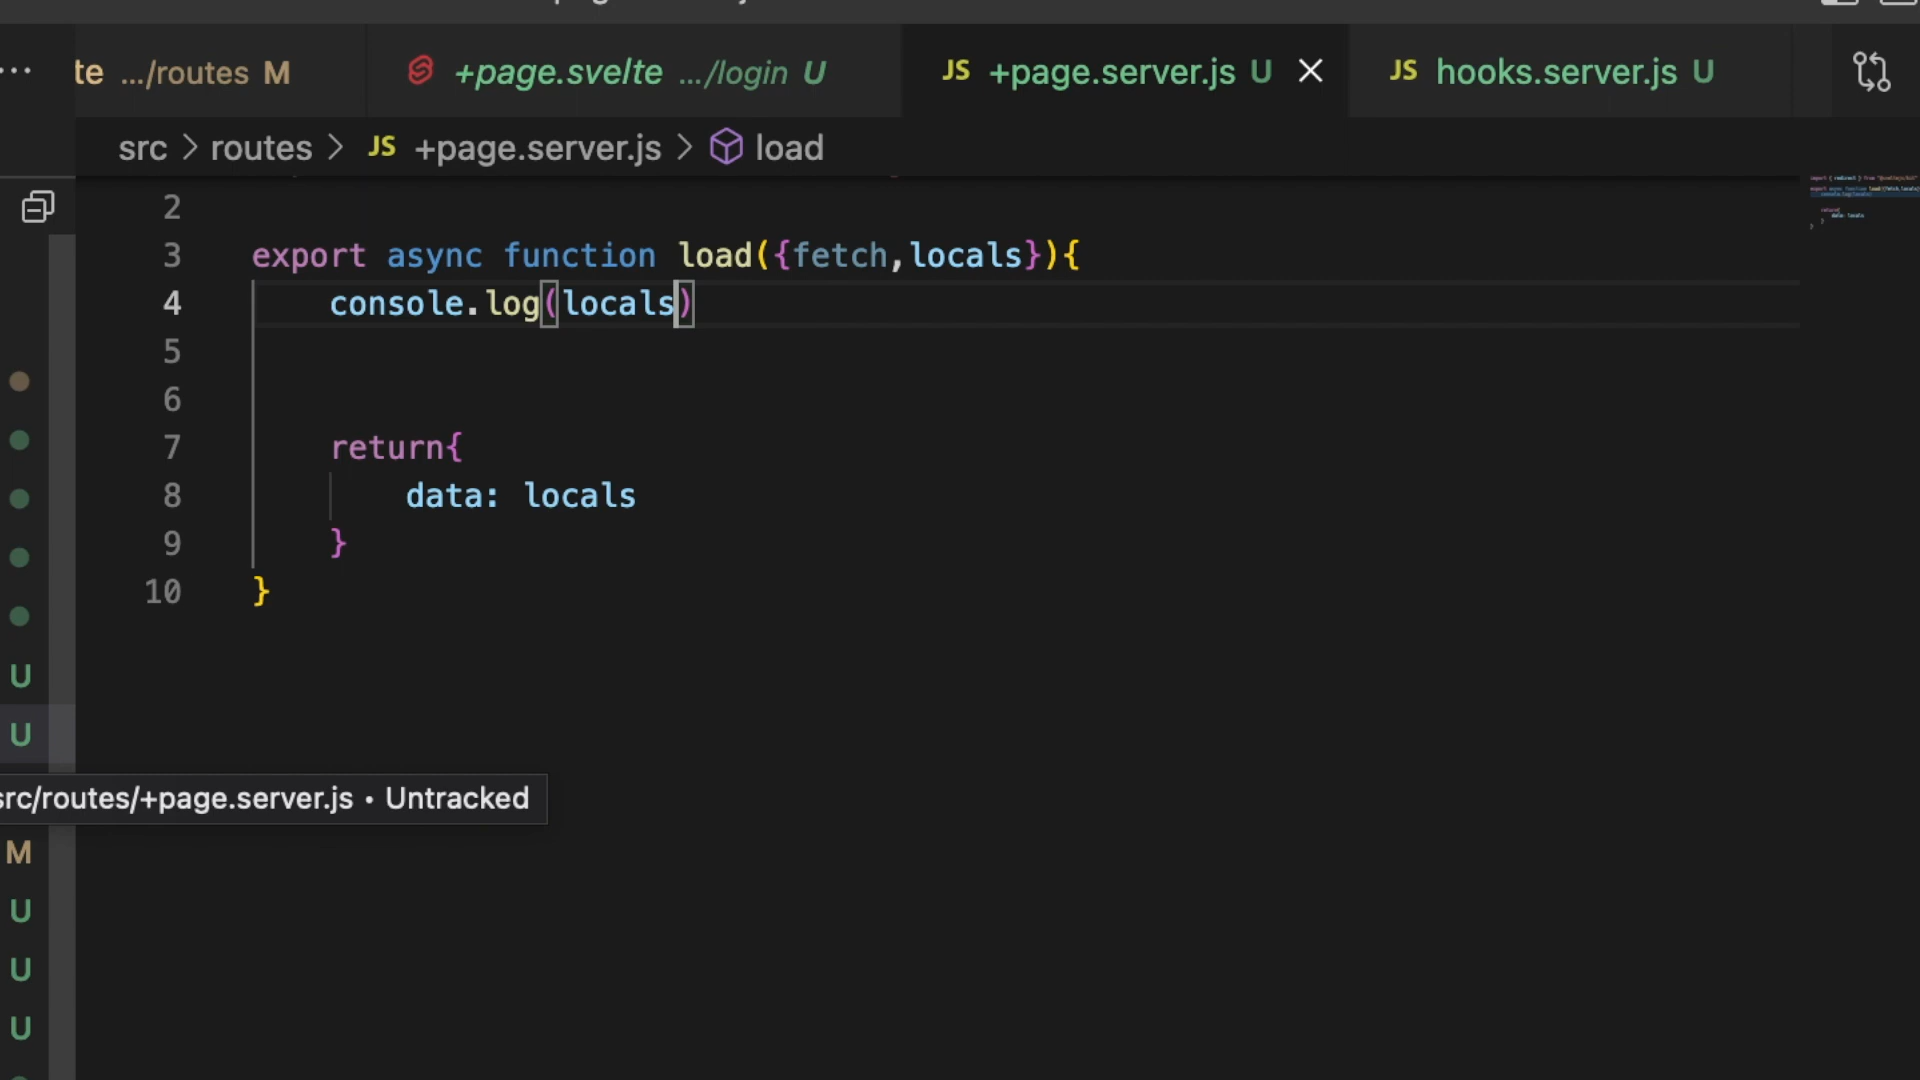 te .../routes M
+page.svelte .../login U
JS +page.server.js U
JS hooks.server.js U
src > routes > JS +page.server.js > load
2
3 export async function load({fetch,locals}){
4 console.log(locals)
5
6
7 return{
8 data: locals
9 }
10 }
U
U
src/routes/+page.server.js • Untracked
M
U
U
U